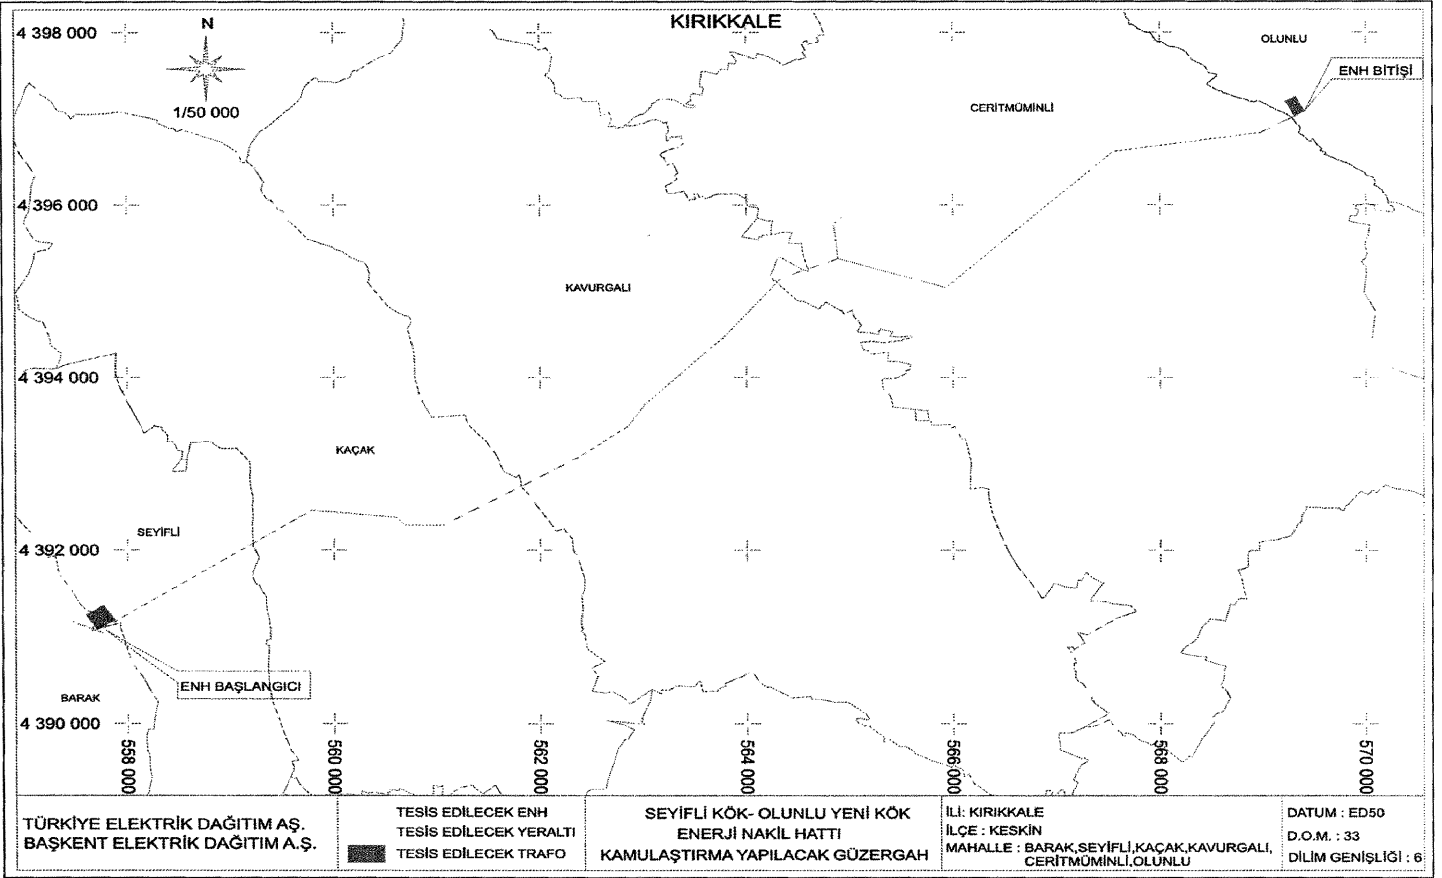 KIRIKKALE
4 398 000
N
1/50 000
OLUNLU
ENH BİTİŞİ
CERİTMÜMİNLİ
4 396 000
KAVURGALI
4 394 000
KAÇAK
SEYİFLİ
4 392 000
ENH BAŞLANGICI
BARAK
4 390 000
558 000
560 000
562 000
564 000
566 000
568 000
570 000
TÜRKİYE ELEKTRİK DAĞITIM AŞ.
BAŞKENT ELEKTRİK DAĞITIM A.Ş.
TESİS EDİLECEK ENH
TESİS EDİLECEK YERALTI
TESİS EDİLECEK TRAFO
SEYİFLİ KÖK- OLUNLU YENİ KÖK
ENERJİ NAKİL HATTI
KAMULAŞTIRMA YAPILACAK GÜZERGAH
İLİ: KIRIKKALE
İLÇE : KESKİN
MAHALLE : BARAK,SEYİFLİ,KAÇAK,KAVURGALI,
CERİTMÜMİNLİ,OLUNLU
DATUM : ED50
D.O.M. : 33
DİLİM GENİŞLİĞİ : 6